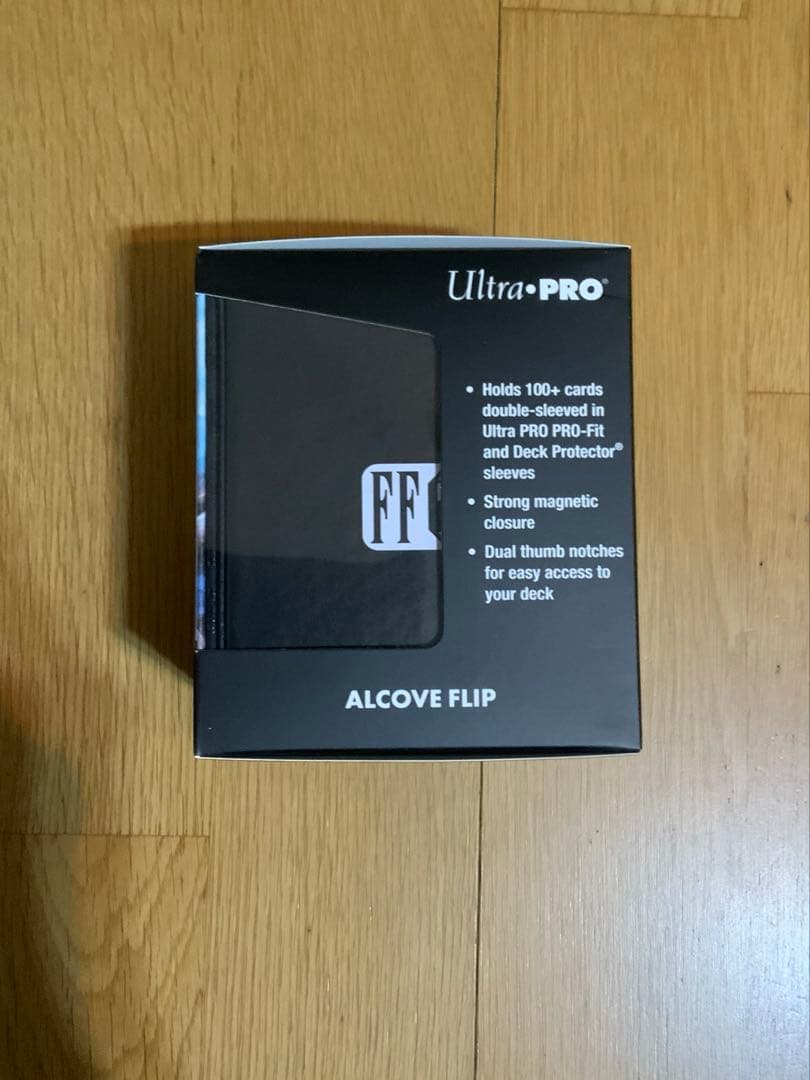 Ultra•PRO®
• Holds 100+ cards
double-sleeved in
Ultra PRO PRO-Fit
and Deck Protector®
sleeves
• Strong magnetic
closure
• Dual thumb notches
for easy access to
your deck
FF
ALCOVE FLIP